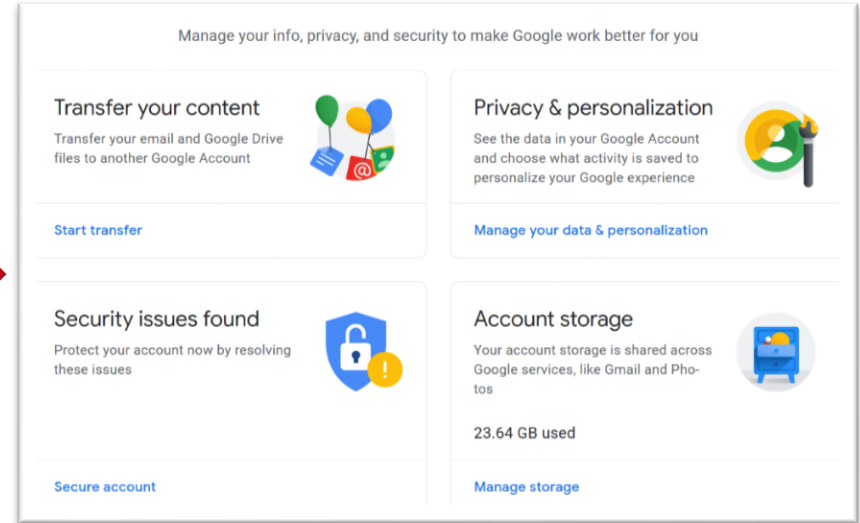 Manage your info, privacy, and security to make Google work better for you
Transfer your content
Transfer your email and Google Drive
files to another Google Account
Start transfer
Privacy & personalization
See the data in your Google Account
and choose what activity is saved to
personalize your Google experience
Manage your data & personalization
Security issues found
Protect your account now by resolving
these issues
Secure account
Account storage
Your account storage is shared across
Google services, like Gmail and Pho-
tos
23.64 GB used
Manage storage